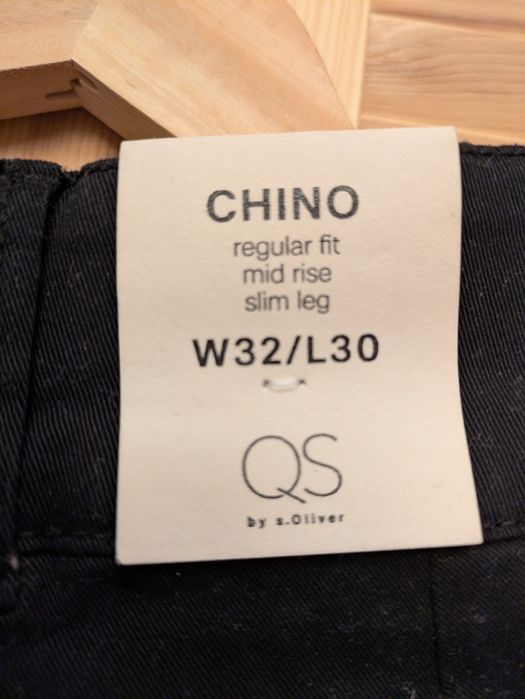 CHINO
regular fit
mid rise
slim leg
W32/L30
QS
by s.Oliver